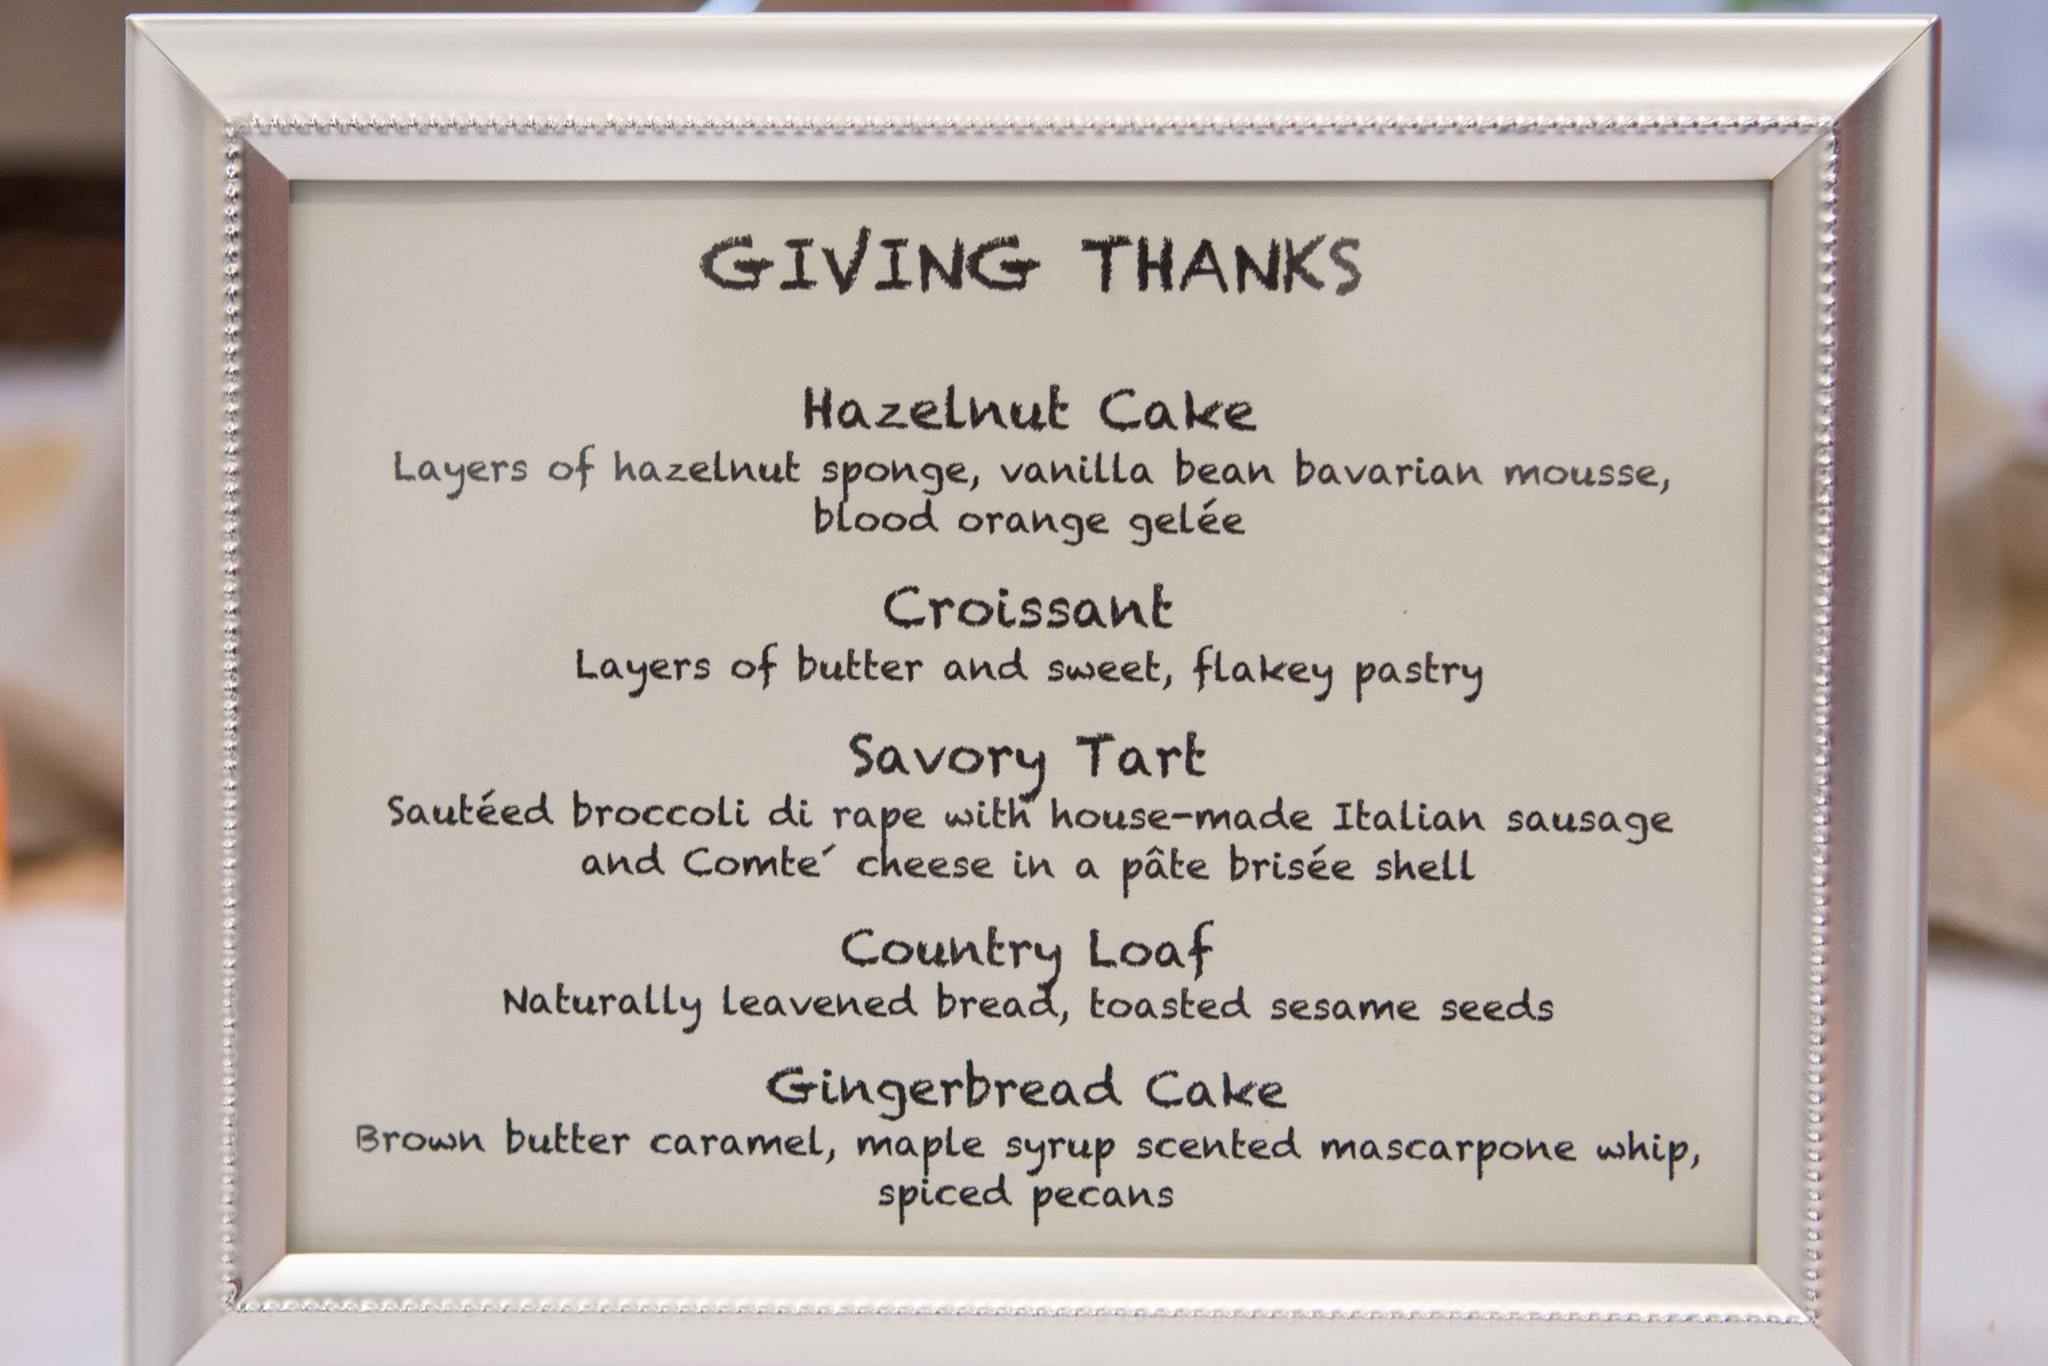 GIVING THANKS
Hazelnut Cake
Layers of hazelnut sponge, vanilla bean bavarian mousse,
blood orange gelée
Croissant
Layers of butter and sweet, flakey pastry
Savory Tart
Sautéed broccoli di rape with house-made Italian sausage
and Comte´ cheese in a pâte brisée shell
Country Loaf
Naturally leavened bread, toasted sesame seeds
Gingerbread Cake
Brown butter caramel, maple syrup scented mascarpone whip,
spiced pecans